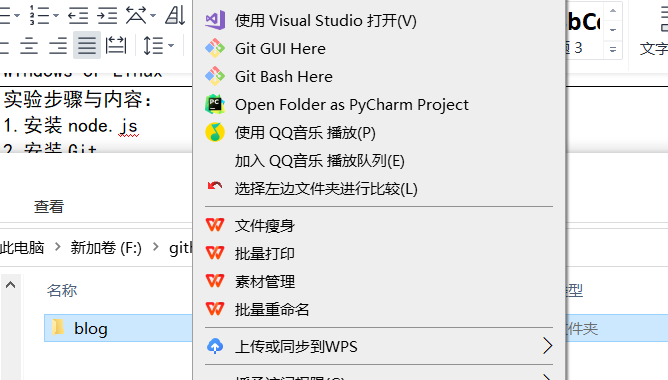 使用 Visual Studio 打开(V)
Git GUI Here
Git Bash Here
Open Folder as PyCharm Project
使用 QQ音乐 播放(P)
加入 QQ音乐 播放队列(E)
选择左边文件夹进行比较(L)
文件瘦身
批量打印
素材管理
批量重命名
上传或同步到WPS
实验步骤与内容:
1.安装 node.js
2.安装 Git
查看
此电脑 > 新加卷 (F:) > gith
名称
型
blog
件夹
bCc
题 3
文字